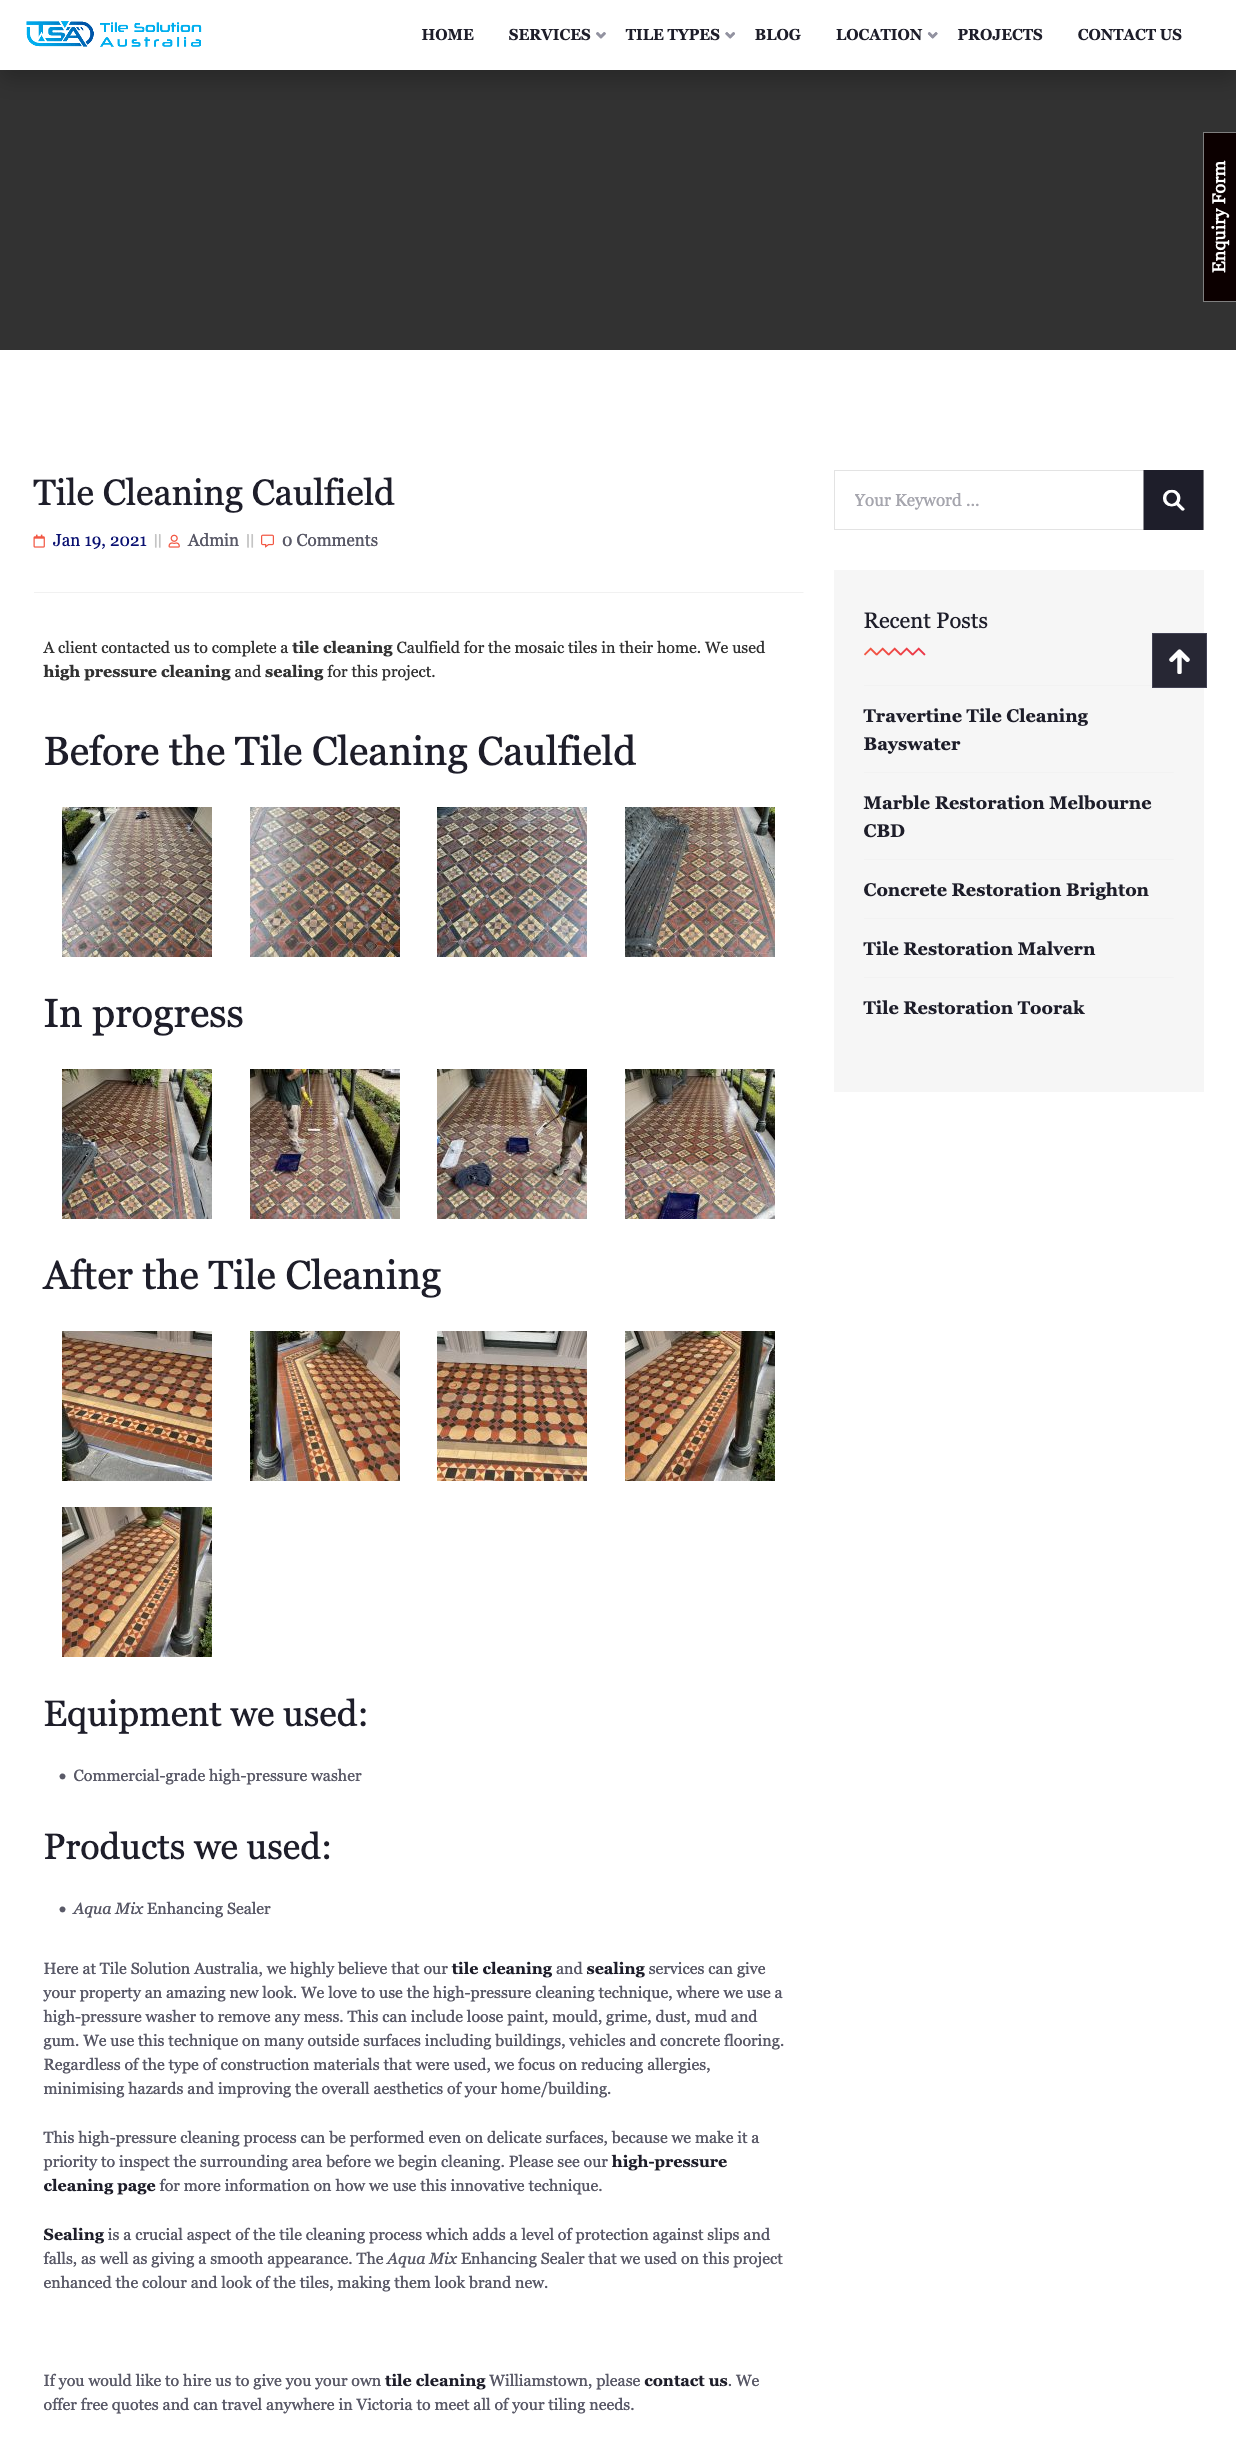 TSA Tile Solution
Australia
HOME SERVICES TILE TYPES BLOG LOCATION PROJECTS CONTACT US
Enquiry Form
Tile Cleaning Caulfield
Jan 19, 2021 || Admin || 0 Comments
A client contacted us to complete a tile cleaning Caulfield for the mosaic tiles in their home. We used
high pressure cleaning and sealing for this project.
Before the Tile Cleaning Caulfield
In progress
After the Tile Cleaning
Equipment we used:
• Commercial-grade high-pressure washer
Products we used:
• Aqua Mix Enhancing Sealer
Here at Tile Solution Australia, we highly believe that our tile cleaning and sealing services can give
your property an amazing new look. We love to use the high-pressure cleaning technique, where we use a
high-pressure washer to remove any mess. This can include loose paint, mould, grime, dust, mud and
gum. We use this technique on many outside surfaces including buildings, vehicles and concrete flooring.
Regardless of the type of construction materials that were used, we focus on reducing allergies,
minimising hazards and improving the overall aesthetics of your home/building.
This high-pressure cleaning process can be performed even on delicate surfaces, because we make it a
priority to inspect the surrounding area before we begin cleaning. Please see our high-pressure
cleaning page for more information on how we use this innovative technique.
Sealing is a crucial aspect of the tile cleaning process which adds a level of protection against slips and
falls, as well as giving a smooth appearance. The Aqua Mix Enhancing Sealer that we used on this project
enhanced the colour and look of the tiles, making them look brand new.
If you would like to hire us to give you your own tile cleaning Williamstown, please contact us. We
offer free quotes and can travel anywhere in Victoria to meet all of your tiling needs.
Your Keyword ...
Recent Posts
Travertine Tile Cleaning
Bayswater
Marble Restoration Melbourne
CBD
Concrete Restoration Brighton
Tile Restoration Malvern
Tile Restoration Toorak